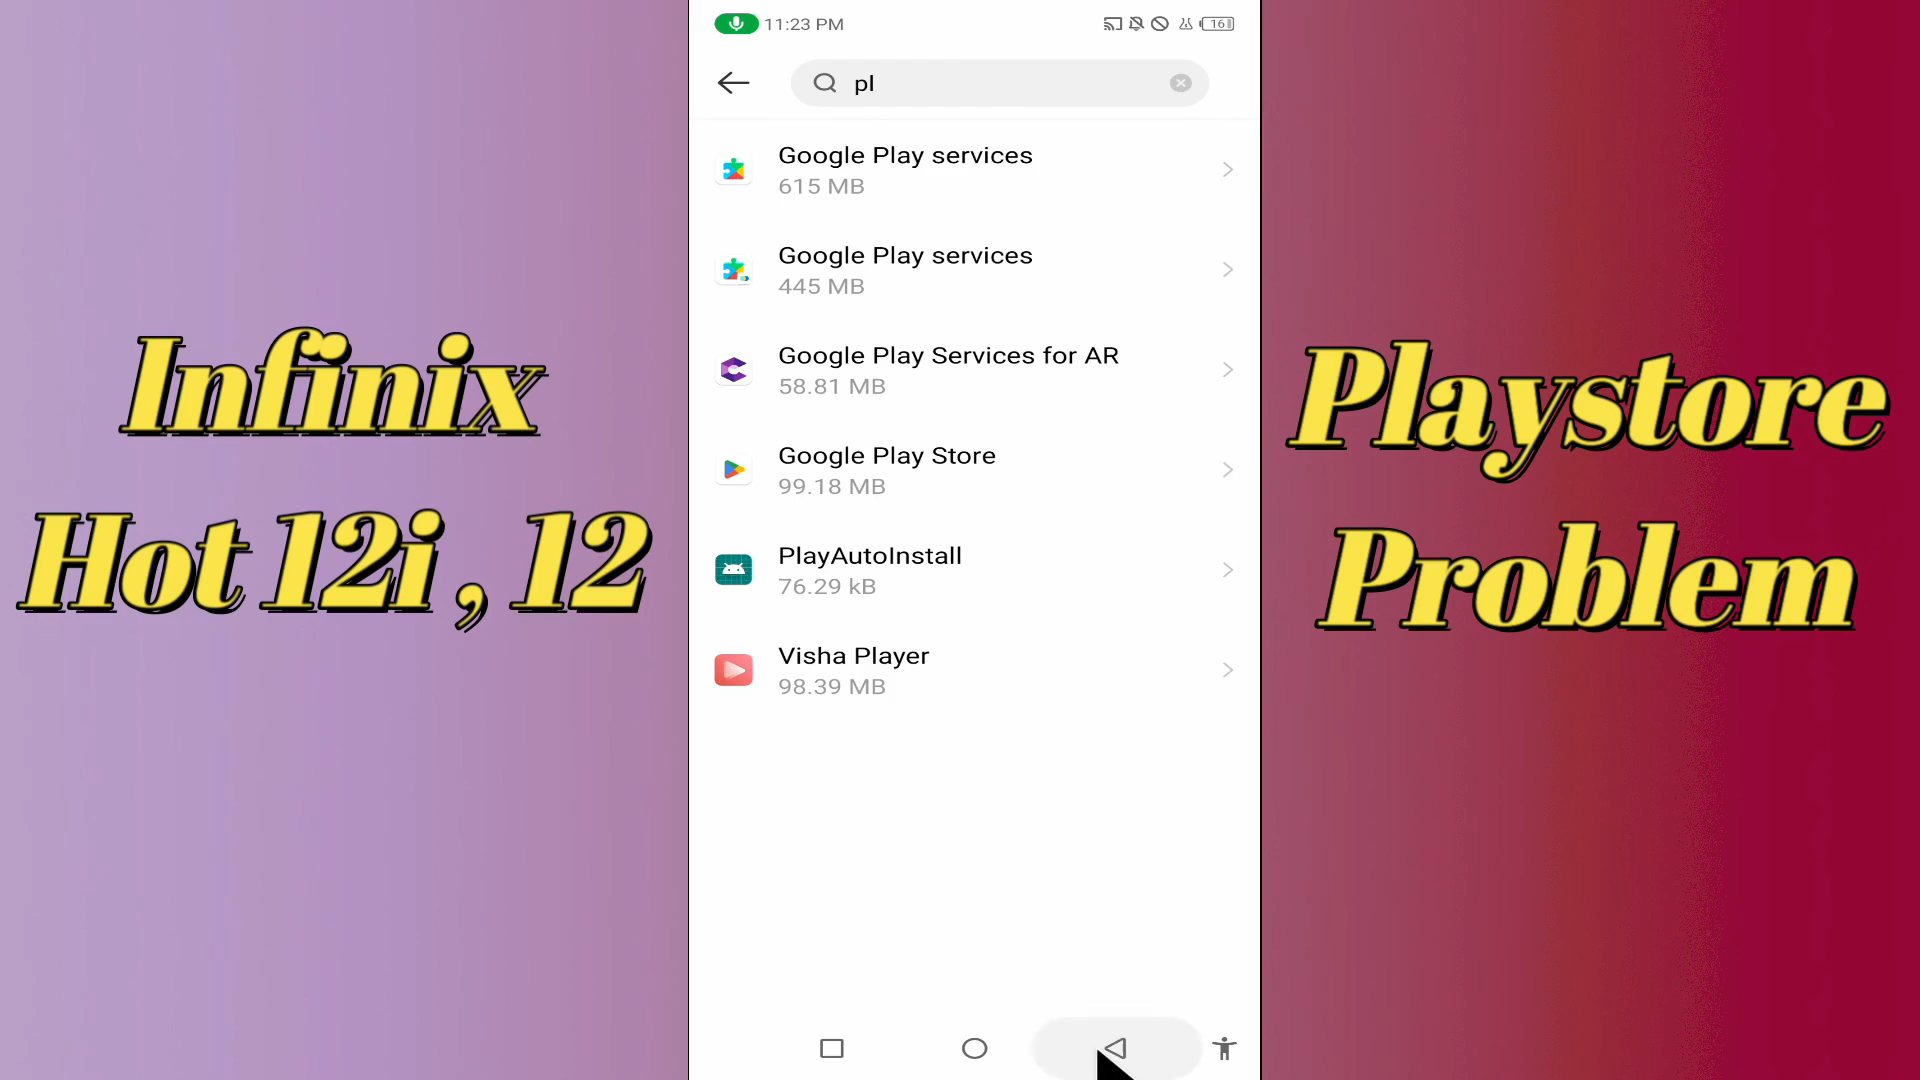 11:23 PM
16
pl
Google Play services
615 MB
Google Play services
445 MB
Google Play Services for AR
58.81 MB
Google Play Store
99.18 MB
PlayAutoInstall
76.29 kB
Visha Player
98.39 MB
Infinix
Hot 12i , 12
Playstore
Problem